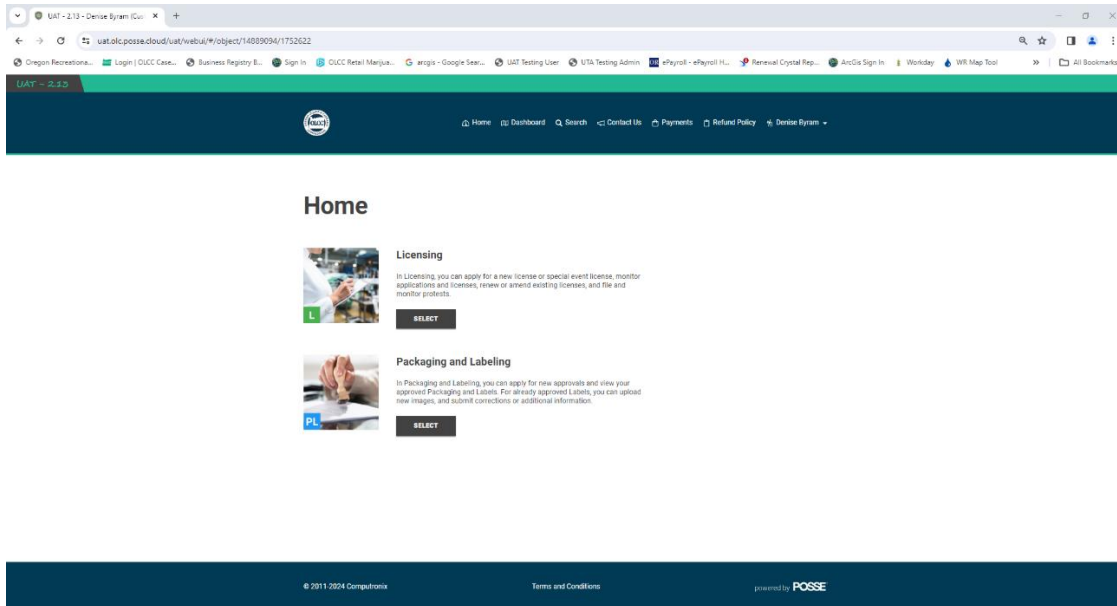 UAT - 2.13 - Denise Byram (Cus
uat.olc.posse.cloud/uat/webui/#/object/14889094/1752622
Oregon Recreationa... Login | OLCC Case... Business Registry B... Sign In OLCC Retail Marijua... arcgis - Google Sear... UAT Testing User UTA Testing Admin ePayroll - ePayroll H... Renewal Crystal Rep... ArcGis Sign In Workday WR Map Tool All Bookmarks
UAT - 2.13
OLCC Home Dashboard Search Contact Us Payments Refund Policy Denise Byram
Home
Licensing
In Licensing, you can apply for a new license or special event license, monitor
applications and licenses, renew or amend existing licenses, and file and
monitor protests.
L
SELECT
Packaging and Labeling
In Packaging and Labeling, you can apply for new approvals and view your
approved Packaging and Labels. For already approved Labels, you can upload
new images, and submit corrections or additional information.
PL
SELECT
© 2011-2024 Computronix Terms and Conditions powered by POSSE